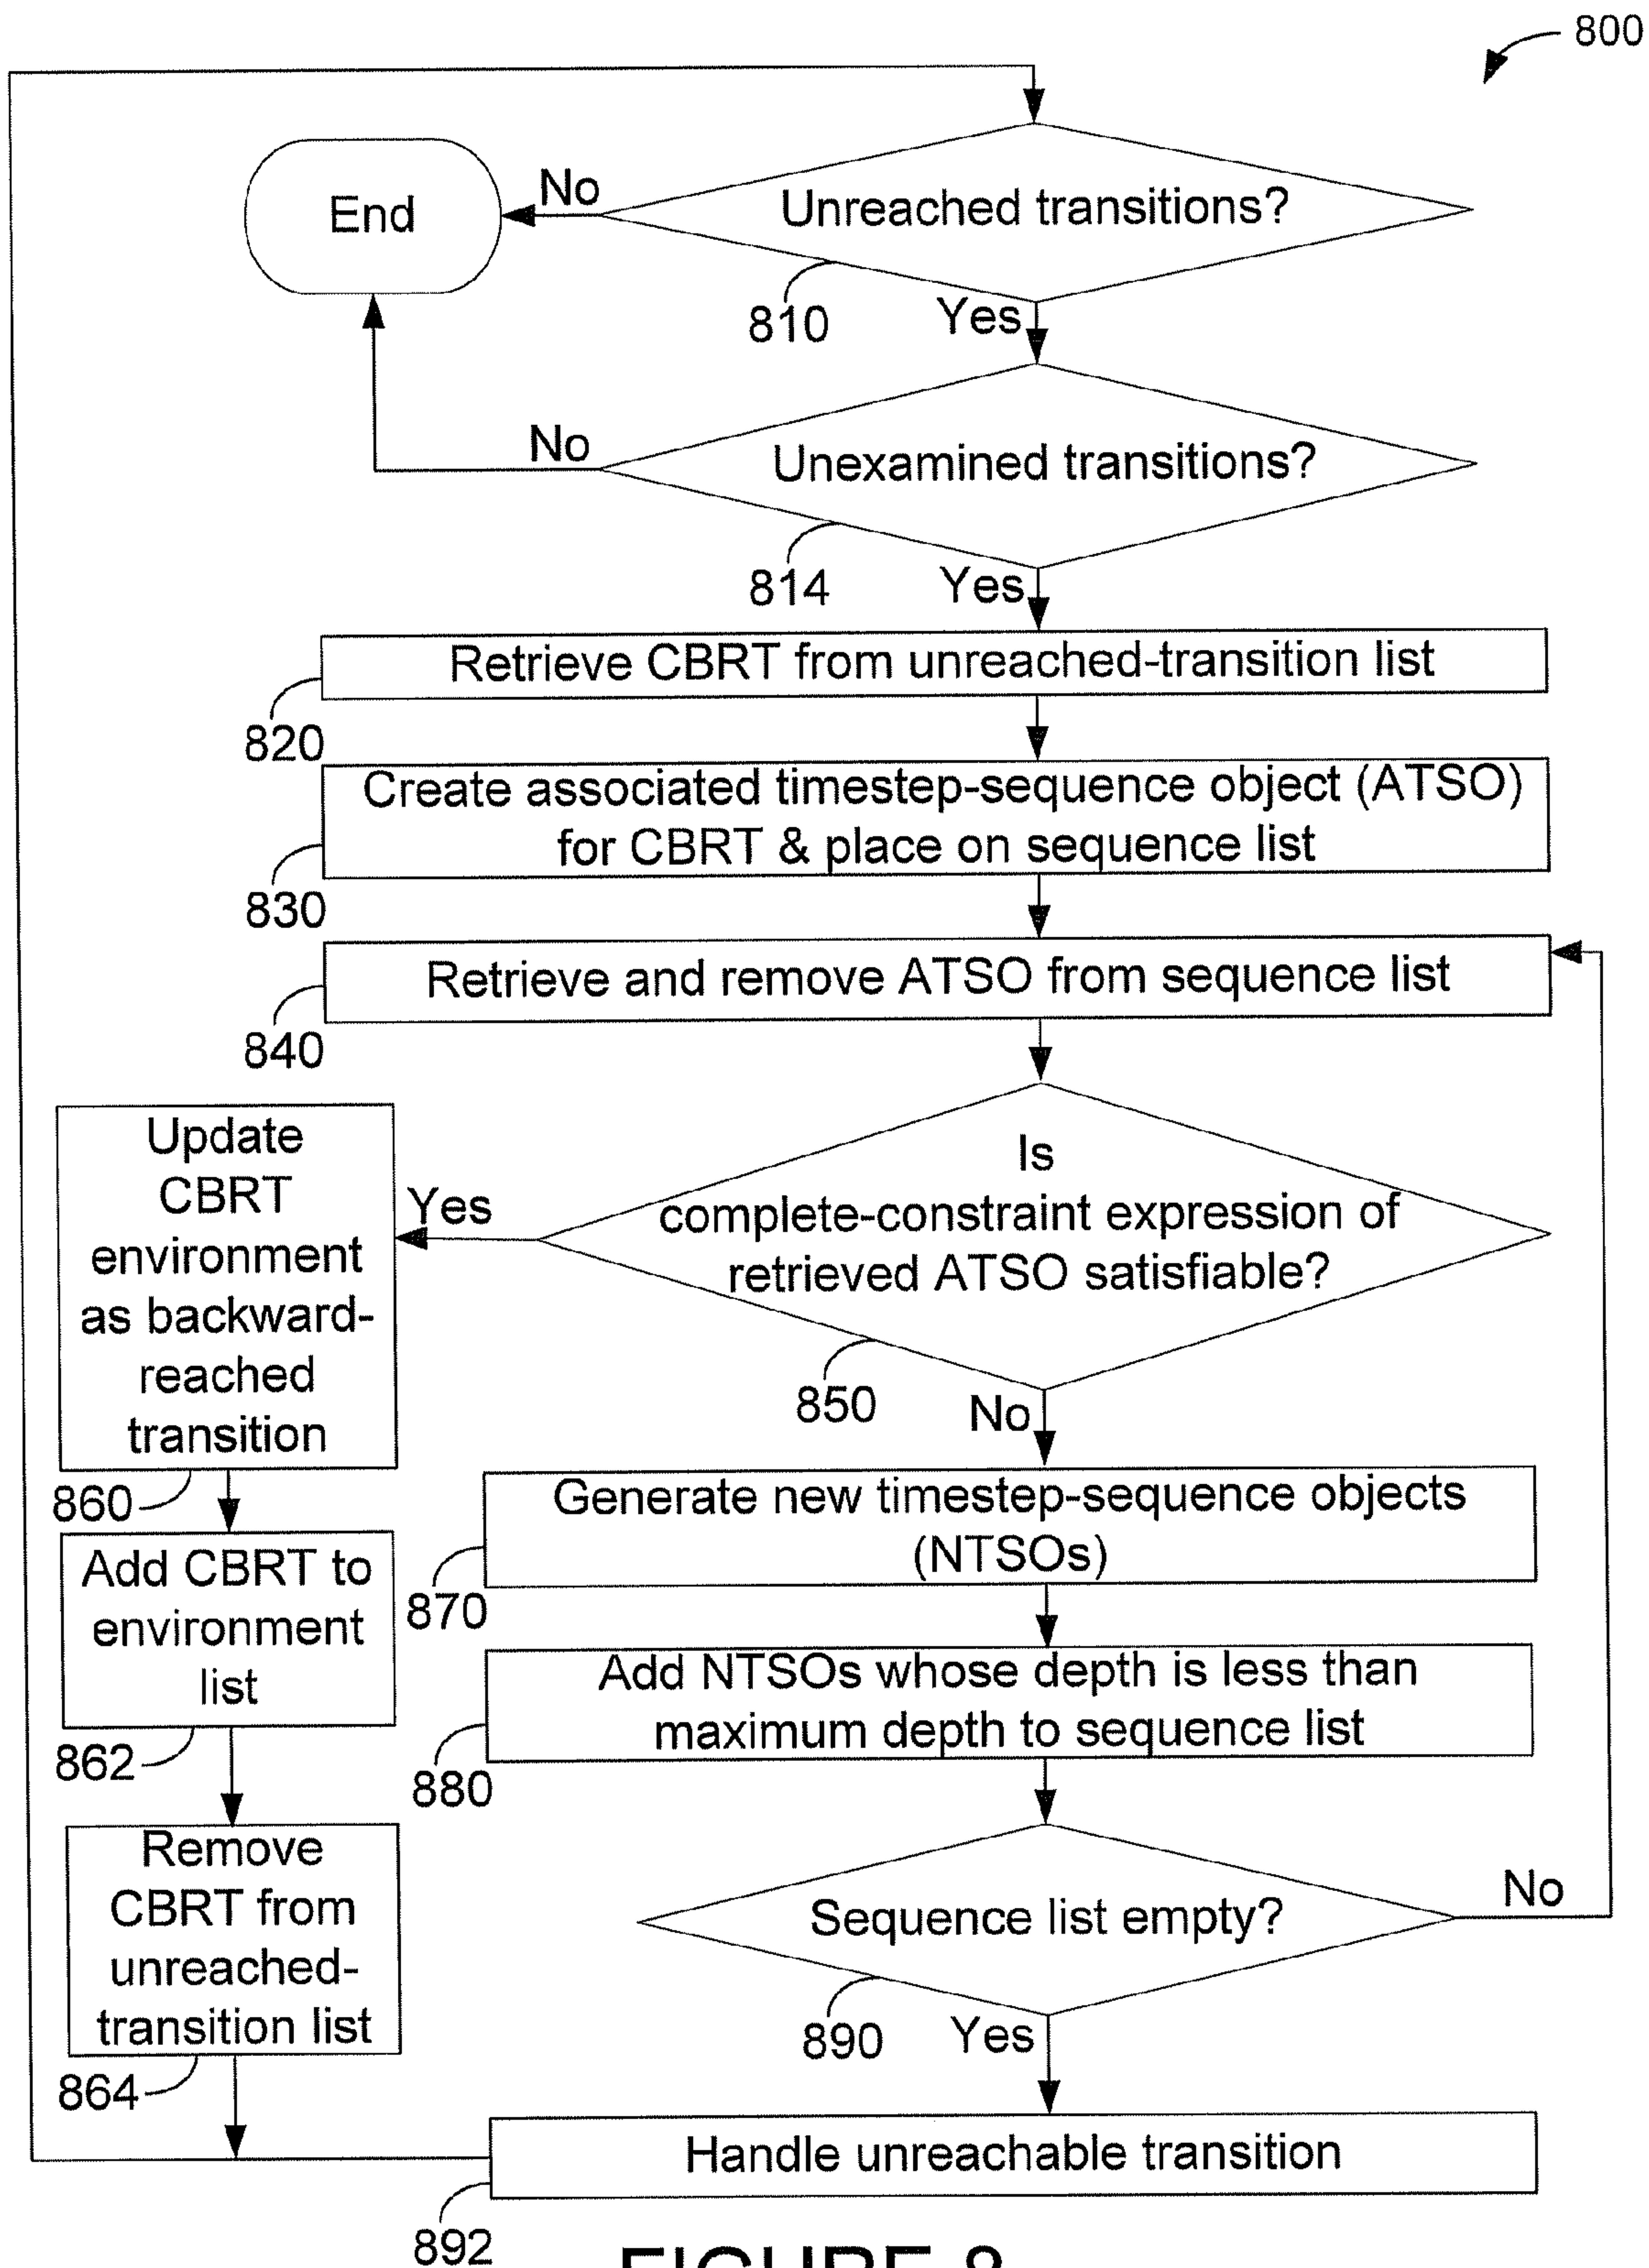 800
Unreached transitions?
No
End
810
Yes
Unexamined transitions?
No
814
Yes
Retrieve CBRT from unreached-transition list
820
Create associated timestep-sequence object (ATSO)
for CBRT & place on sequence list
830
Retrieve and remove ATSO from sequence list
840
Is
complete-constraint expression of
retrieved ATSO satisfiable?
850
Yes
No
Update
CBRT
environment
as backward-
reached
transition
860
Add CBRT to
environment
list
862
Remove
CBRT from
unreached-
transition list
864
Generate new timestep-sequence objects
(NTSOs)
870
Add NTSOs whose depth is less than
maximum depth to sequence list
880
Sequence list empty?
No
890
Yes
Handle unreachable transition
892
FIGURE 8